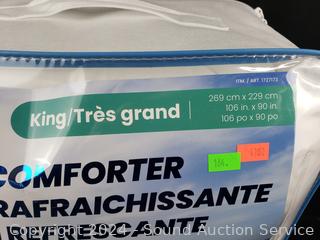 ITM. / ART. 1727173
King/Très grand
269 cm x 229 cm
106 in. x 90 in.
106 po x 90 po
COMFORTER
RAFRAICHISSANTE
Copyright 2024 - Sound Auction Service